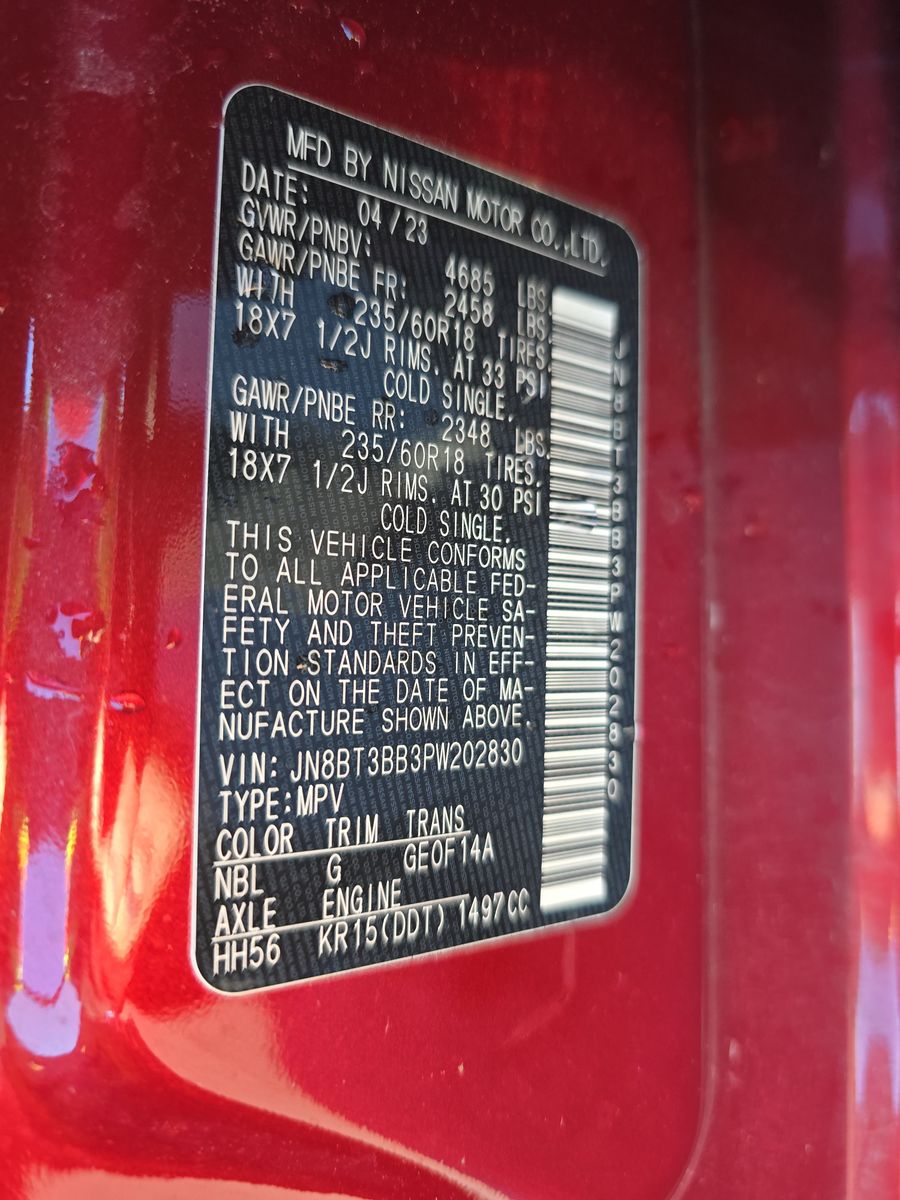 MFD BY NISSAN MOTOR CO.,LTD.
DATE: 04/23
GVWR/PNBV: 4685 LBS
GAWR/PNBE FR: 2458 LBS.
WITH 235/60R18 TIRES.
18X7 1/2J RIMS. AT 33 PSI
COLD SINGLE.
GAWR/PNBE RR: 2348 LBS.
WITH 235/60R18 TIRES.
18X7 1/2J RIMS. AT 30 PSI
COLD SINGLE.
THIS VEHICLE CONFORMS
TO ALL APPLICABLE FED-
ERAL MOTOR VEHICLE SA-
FETY AND THEFT PREVEN-
TION STANDARDS IN EFF-
ECT ON THE DATE OF MA-
NUFACTURE SHOWN ABOVE.
VIN: JN8BT3BB3PW202830
TYPE:MPV
COLOR TRIM TRANS
NBL G GEOF14A
AXLE ENGINE
HH56 KR15(DDT) 1497CC
JN8BT3BB3PW202830